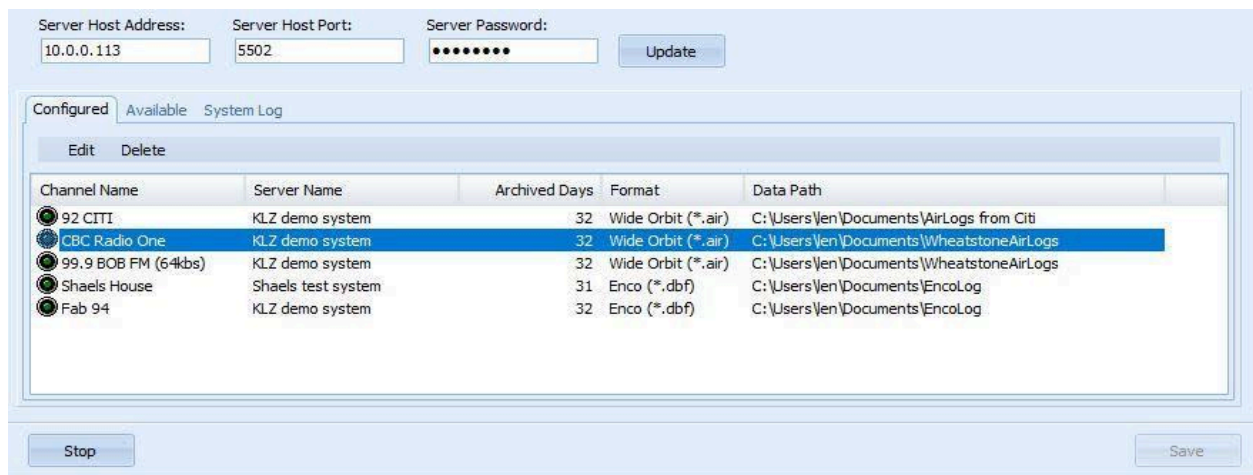 Server Host Address: Server Host Port: Server Password:
10.0.0.113 5502 •••••••• Update
Configured Available System Log
Edit Delete
Channel Name Server Name Archived Days Format Data Path
92 CITI KLZ demo system 32 Wide Orbit (*.air) C:\Users\len\Documents\AirLogs from Citi
CBC Radio One KLZ demo system 32 Wide Orbit (*.air) C:\Users\len\Documents\WheatstoneAirLogs
99.9 BOB FM (64kbs) KLZ demo system 32 Wide Orbit (*.air) C:\Users\len\Documents\WheatstoneAirLogs
Shaels House Shaels test system 31 Enco (*.dbf) C:\Users\len\Documents\EncoLog
Fab 94 KLZ demo system 32 Enco (*.dbf) C:\Users\len\Documents\EncoLog
Stop Save